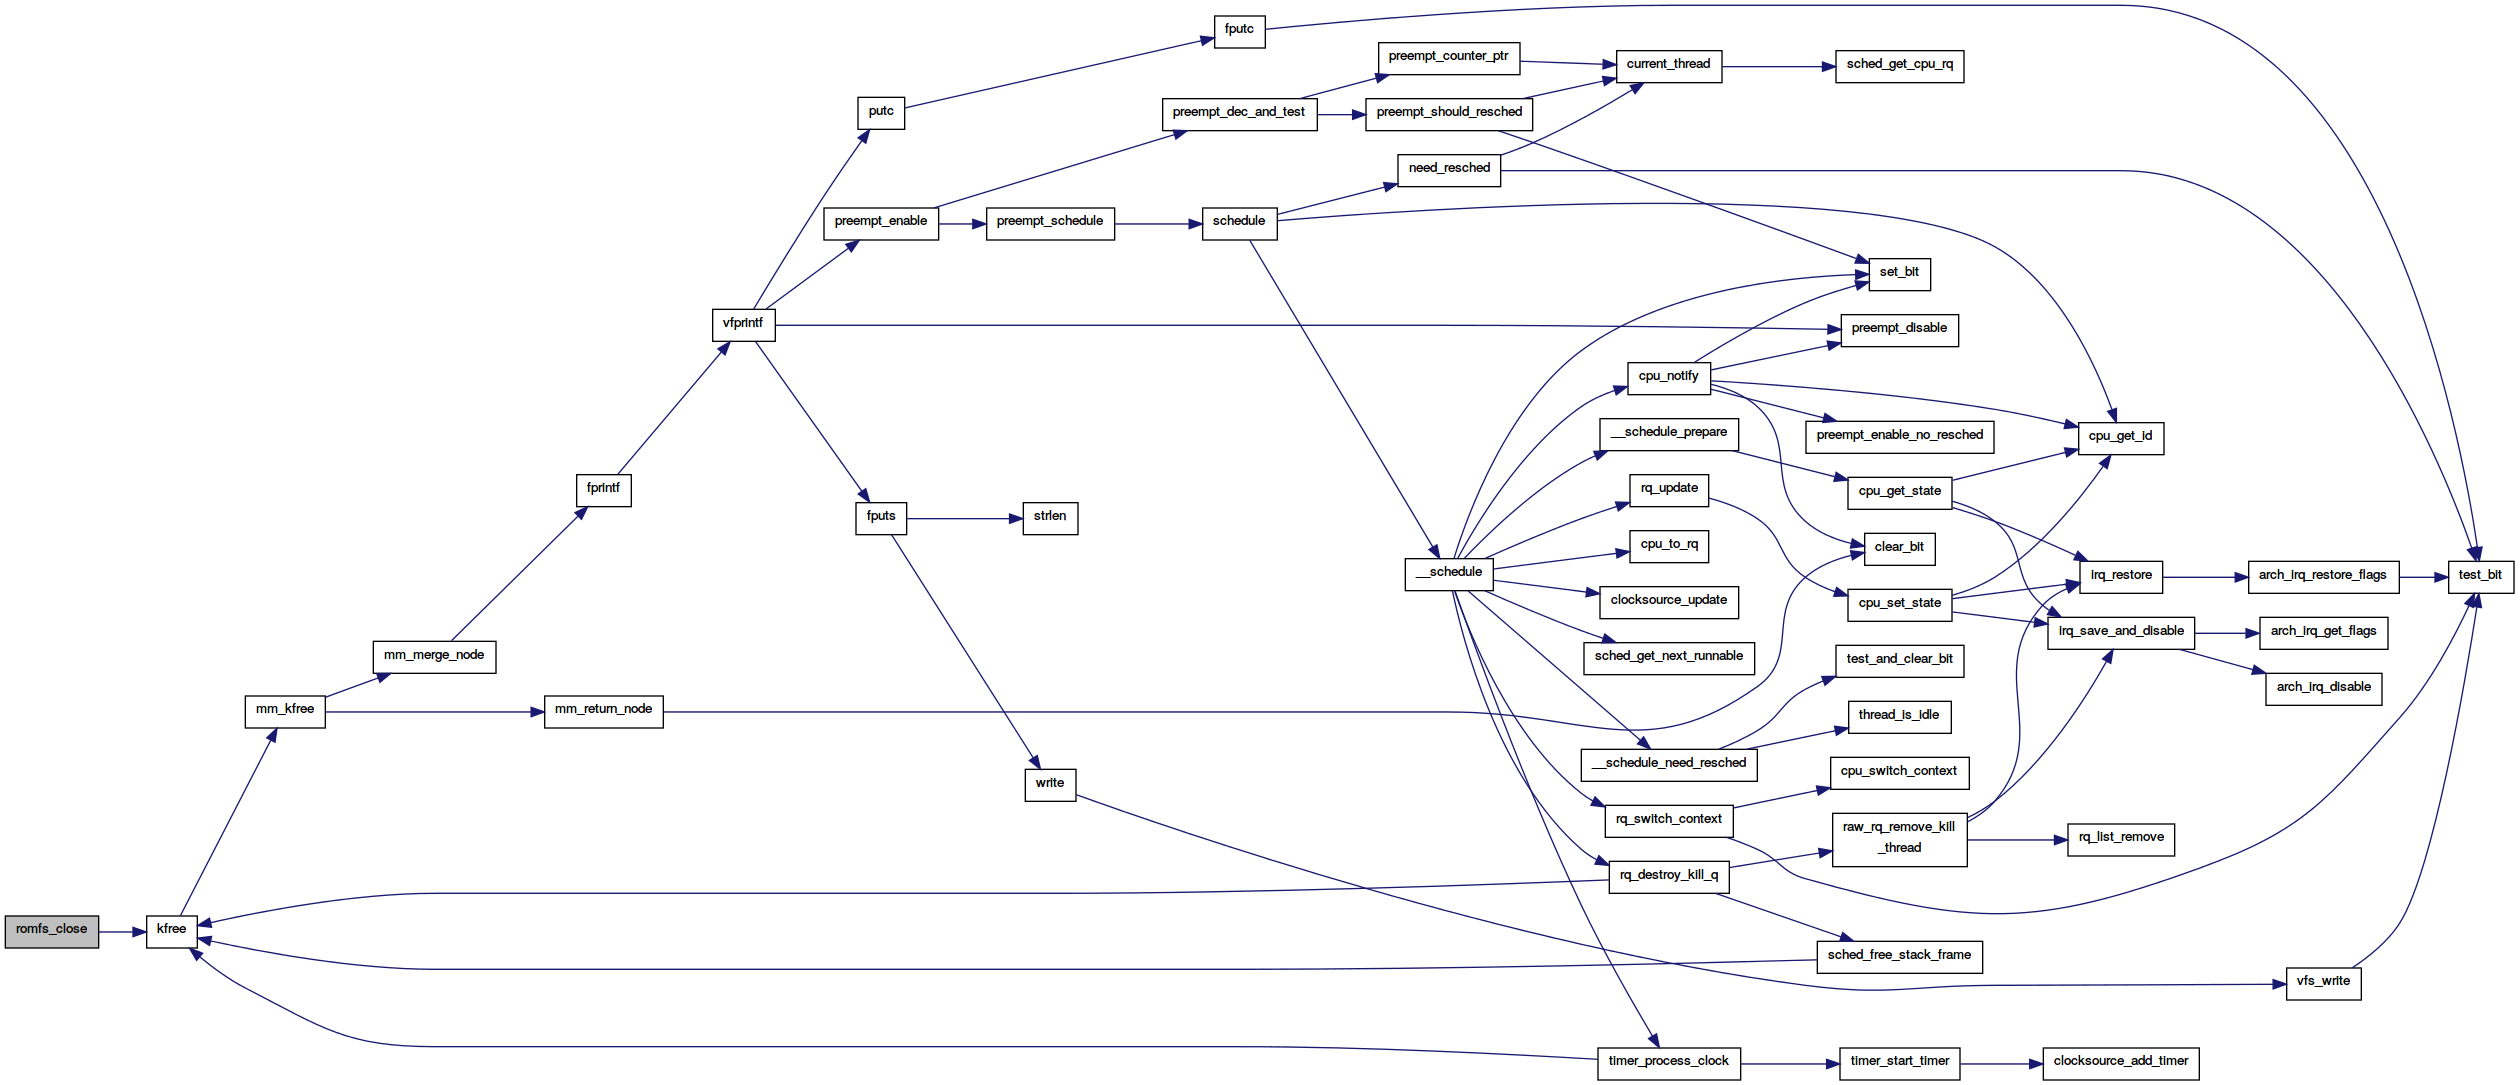 fputc
preempt_counter_ptr
current_thread
sched_get_cpu_rq
putc
preempt_dec_and_test
preempt_should_resched
need_resched
preempt_enable
preempt_schedule
schedule
set_bit
vfprintf
preempt_disable
cpu_notify
__schedule_prepare
preempt_enable_no_resched
cpu_get_id
fprintf
rq_update
cpu_get_state
fputs
strlen
cpu_to_rq
clear_bit
__schedule
irq_restore
arch_irq_restore_flags
test_bit
clocksource_update
cpu_set_state
irq_save_and_disable
arch_irq_get_flags
mm_merge_node
sched_get_next_runnable
test_and_clear_bit
arch_irq_disable
mm_kfree
mm_return_node
thread_is_idle
write
__schedule_need_resched
cpu_switch_context
rq_switch_context
raw_rq_remove_kill
_thread
rq_list_remove
rq_destroy_kill_q
romfs_close
kfree
sched_free_stack_frame
vfs_write
timer_process_clock
timer_start_timer
clocksource_add_timer